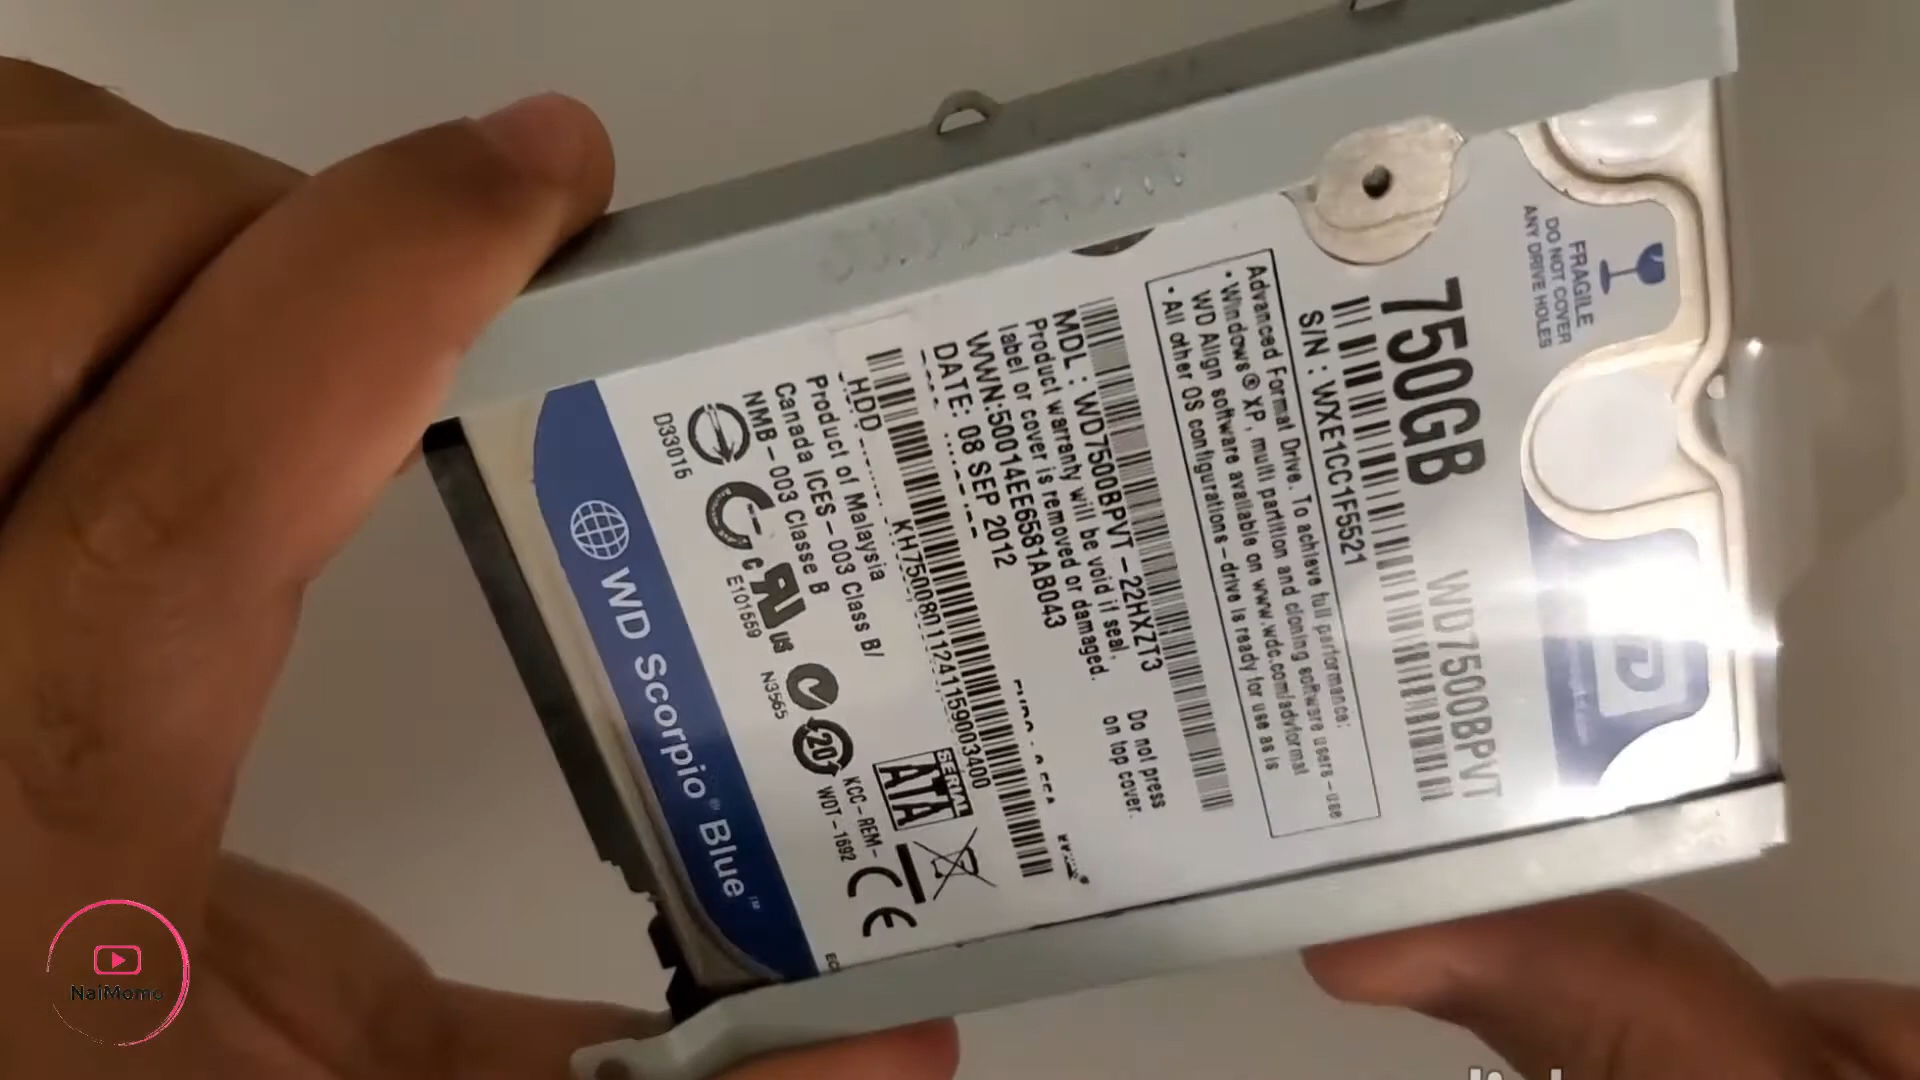 FRAGILE
DO NOT COVER
ANY DRIVE HOLES
750GB
WD7500BPVT
S/N : WXE1CC1F5521
Advanced Format Drive. To achieve full performance:
• Windows® XP, multi partition and cloning software users - use
WD Align software available on www.wdc.com/advformat
• All other OS configurations - drive is ready for use as is
MDL : WD7500BPVT - 22HXZT3
Product warranty will be void if seal,
label or cover is removed or damaged.
Do not press
on top cover.
WWN:50014EE6581AB043
DATE: 08 SEP 2012
HDD
KH75008011241159003400
Product of Malaysia
Canada ICES - 003 Class B/
NMB - 003 Classe B
SERIAL
ATA
D33015
E101559
c us
N3565
20
KCC - REM -
WDT - 1692
CE
WD Scorpio® Blue™
NaiMomo